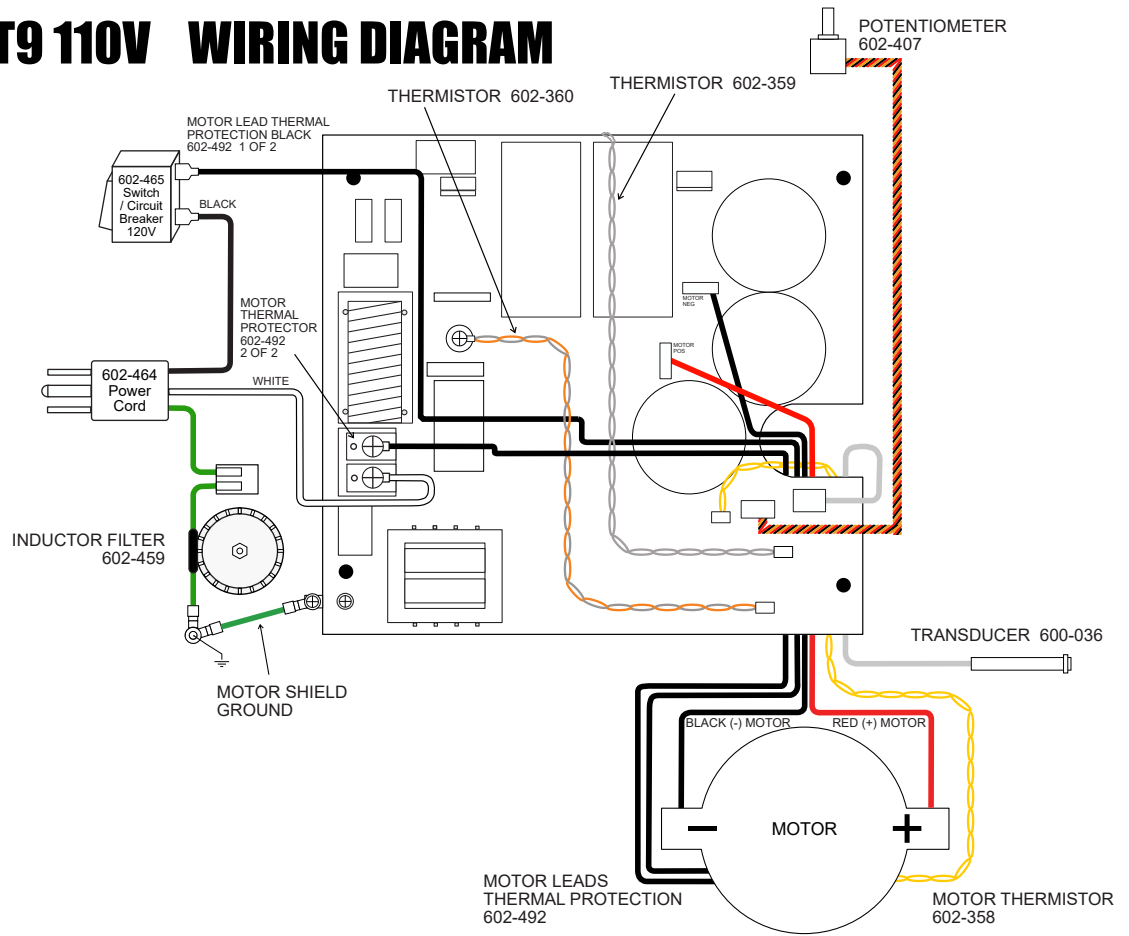 T9 110V WIRING DIAGRAM
POTENTIOMETER
602-407
THERMISTOR 602-360
THERMISTOR 602-359
MOTOR LEAD THERMAL
PROTECTION BLACK
602-492 1 OF 2
602-465
Switch
/ Circuit
Breaker
120V
BLACK
MOTOR
THERMAL
PROTECTOR
602-492
2 OF 2
MOTOR
NEG
MOTOR
POS
602-464
Power
Cord
WHITE
INDUCTOR FILTER
602-459
MOTOR SHIELD
GROUND
TRANSDUCER 600-036
BLACK (-) MOTOR
RED (+) MOTOR
− MOTOR +
MOTOR LEADS
THERMAL PROTECTION
602-492
MOTOR THERMISTOR
602-358